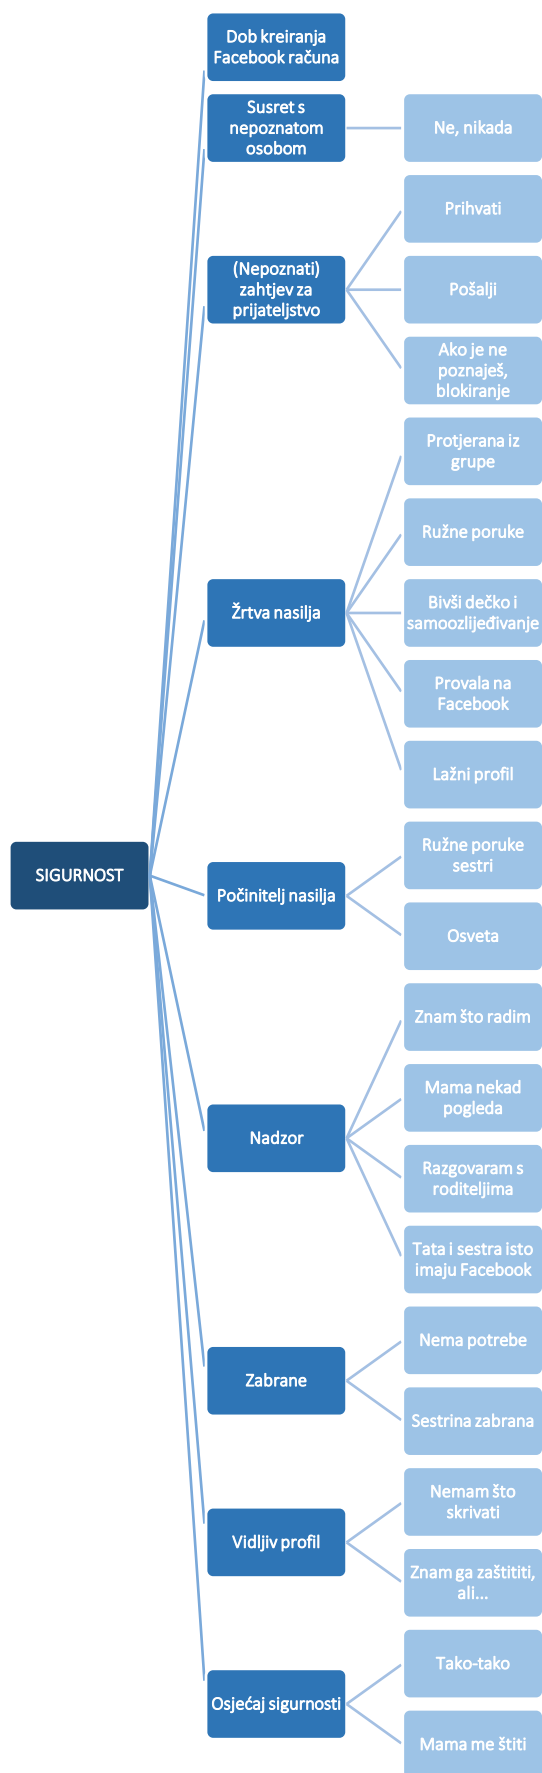 Dob kreiranja
Facebook računa
Susret s
nepoznatom
osobom
Ne, nikada
(Nepoznati)
zahtjev za
prijateljstvo
Prihvati
Pošalji
Ako je ne
poznaješ,
blokiranje
Žrtva nasilja
Protjerana iz
grupe
Ružne poruke
Bivši dečko i
samoozlijeđivanje
Provala na
Facebook
Lažni profil
SIGURNOST
Počinitelj nasilja
Ružne poruke
sestri
Osveta
Nadzor
Znam što radim
Mama nekad
pogleda
Razgovaram s
roditeljima
Tata i sestra isto
imaju Facebook
Zabrane
Nema potrebe
Sestrina zabrana
Vidljiv profil
Nemam što
skrivati
Znam ga zaštititi,
ali...
Osjećaj sigurnosti
Tako-tako
Mama me štiti